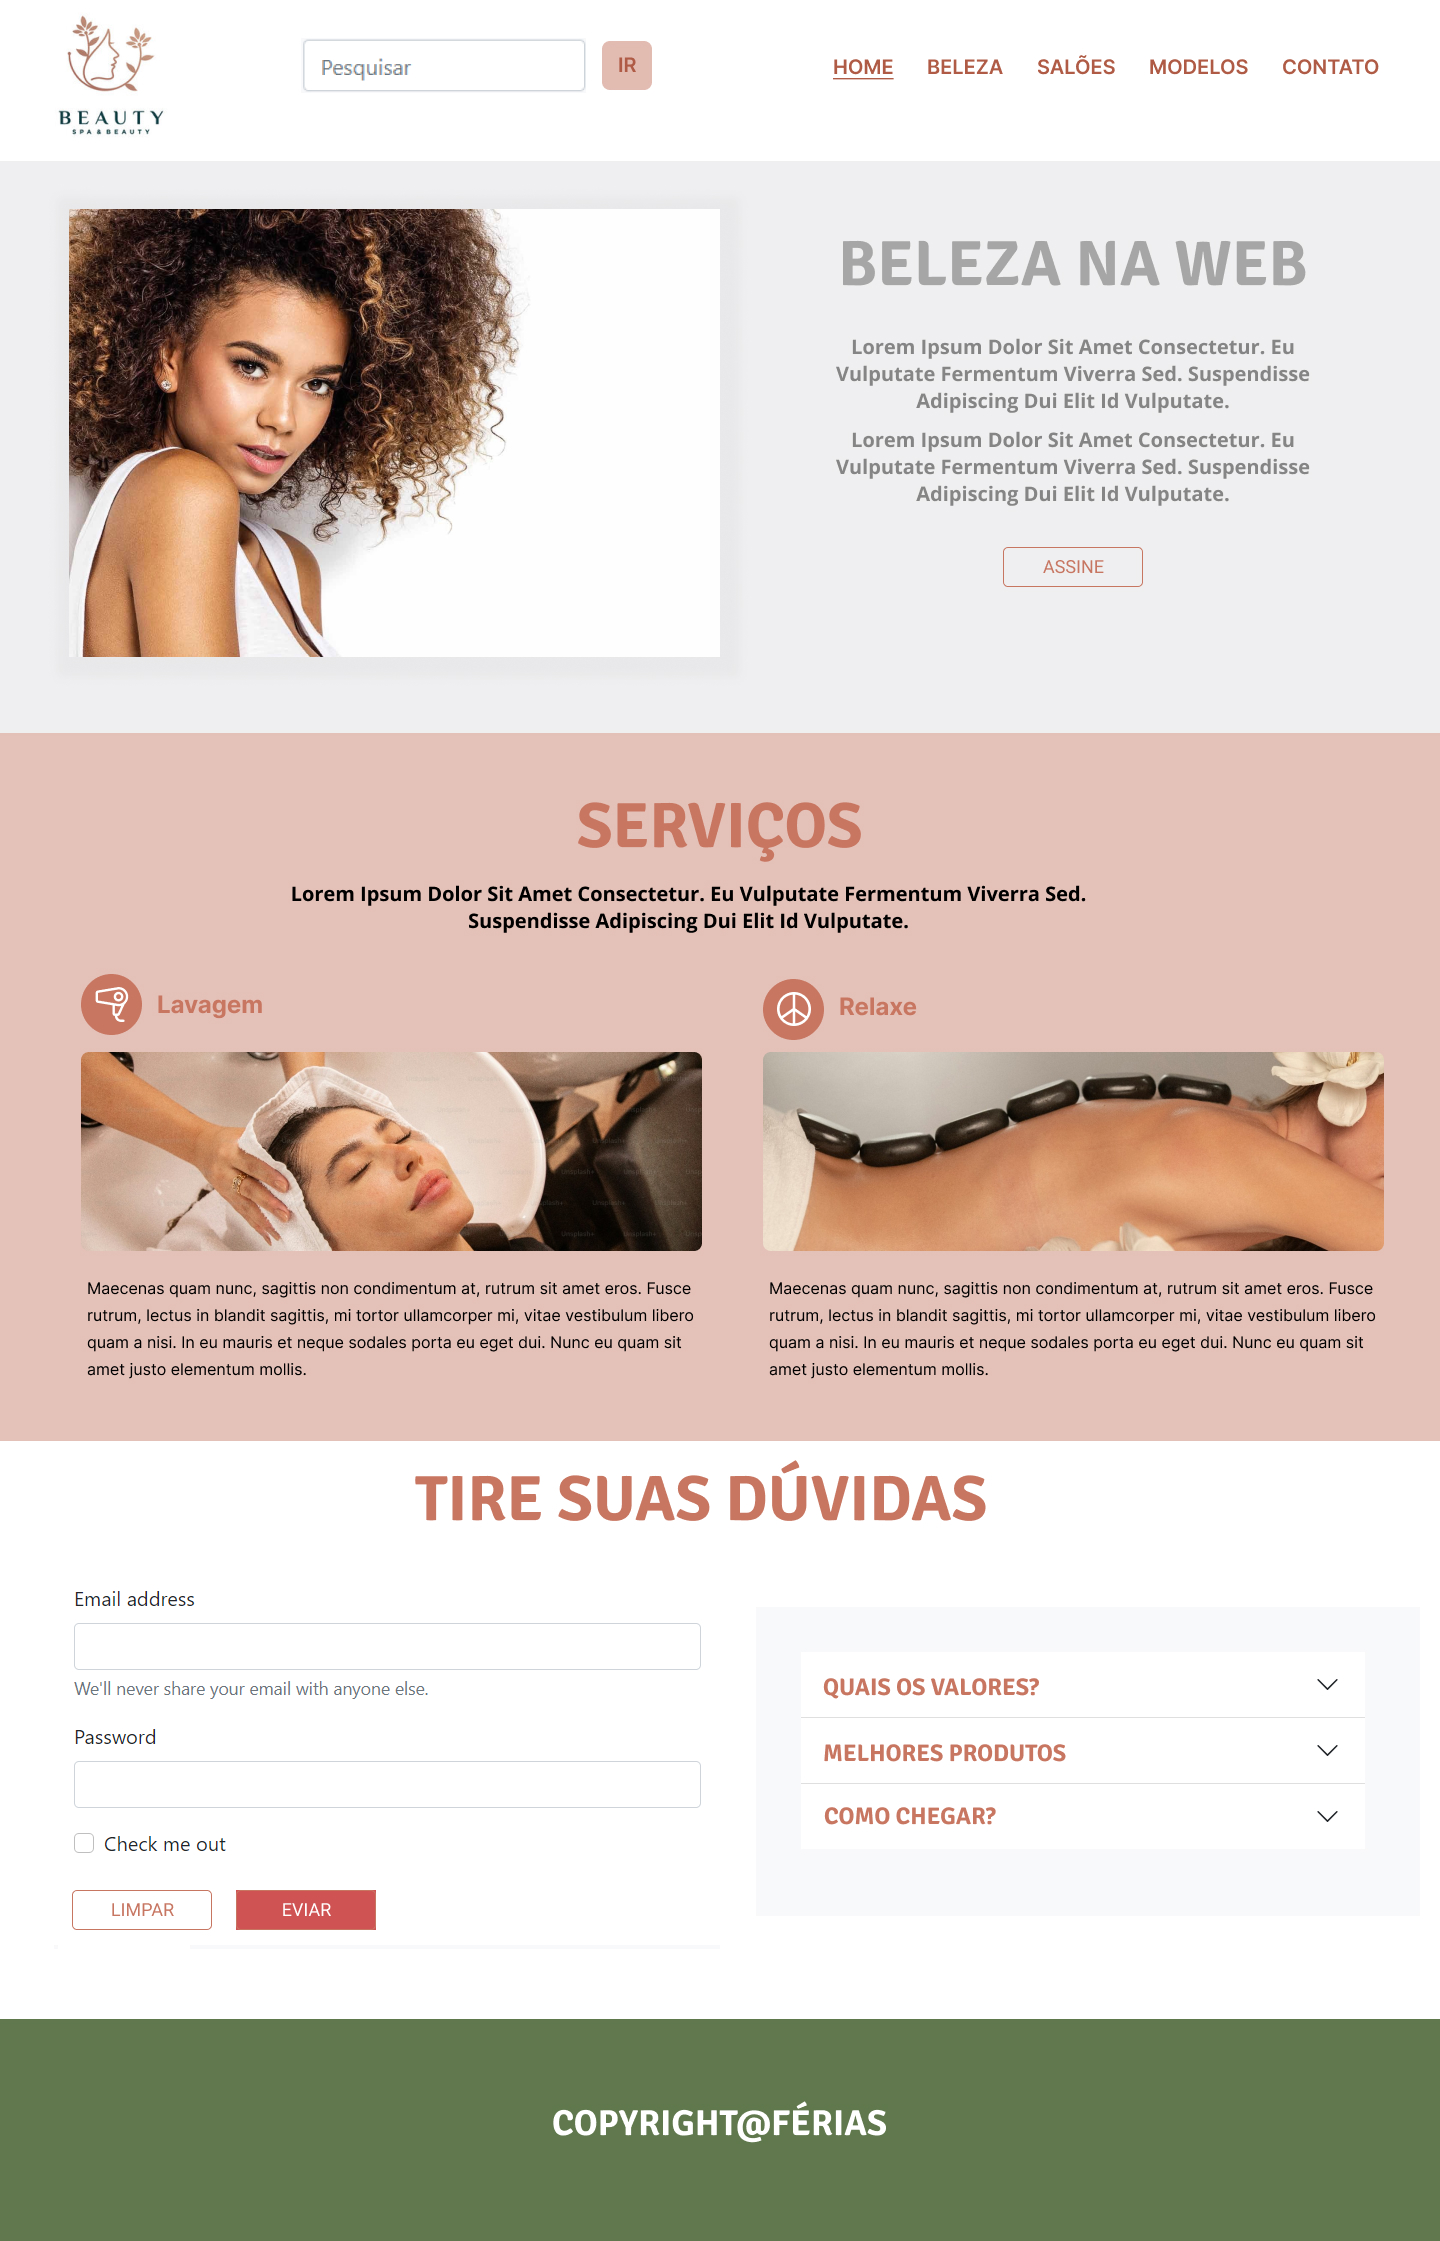 BEAUTY
SPA & BEAUTY
Pesquisar
IR
HOME
BELEZA
SALÕES
MODELOS
CONTATO
BELEZA NA WEB
Lorem Ipsum Dolor Sit Amet Consectetur. Eu
Vulputate Fermentum Viverra Sed. Suspendisse
Adipiscing Dui Elit Id Vulputate.
Lorem Ipsum Dolor Sit Amet Consectetur. Eu
Vulputate Fermentum Viverra Sed. Suspendisse
Adipiscing Dui Elit Id Vulputate.
ASSINE
SERVIÇOS
Lorem Ipsum Dolor Sit Amet Consectetur. Eu Vulputate Fermentum Viverra Sed.
Suspendisse Adipiscing Dui Elit Id Vulputate.
Lavagem
Maecenas quam nunc, sagittis non condimentum at, rutrum sit amet eros. Fusce
rutrum, lectus in blandit sagittis, mi tortor ullamcorper mi, vitae vestibulum libero
quam a nisi. In eu mauris et neque sodales porta eu eget dui. Nunc eu quam sit
amet justo elementum mollis.
Relaxe
Maecenas quam nunc, sagittis non condimentum at, rutrum sit amet eros. Fusce
rutrum, lectus in blandit sagittis, mi tortor ullamcorper mi, vitae vestibulum libero
quam a nisi. In eu mauris et neque sodales porta eu eget dui. Nunc eu quam sit
amet justo elementum mollis.
TIRE SUAS DÚVIDAS
Email address
We'll never share your email with anyone else.
Password
Check me out
LIMPAR
EVIAR
QUAIS OS VALORES?
MELHORES PRODUTOS
COMO CHEGAR?
COPYRIGHT@FÉRIAS